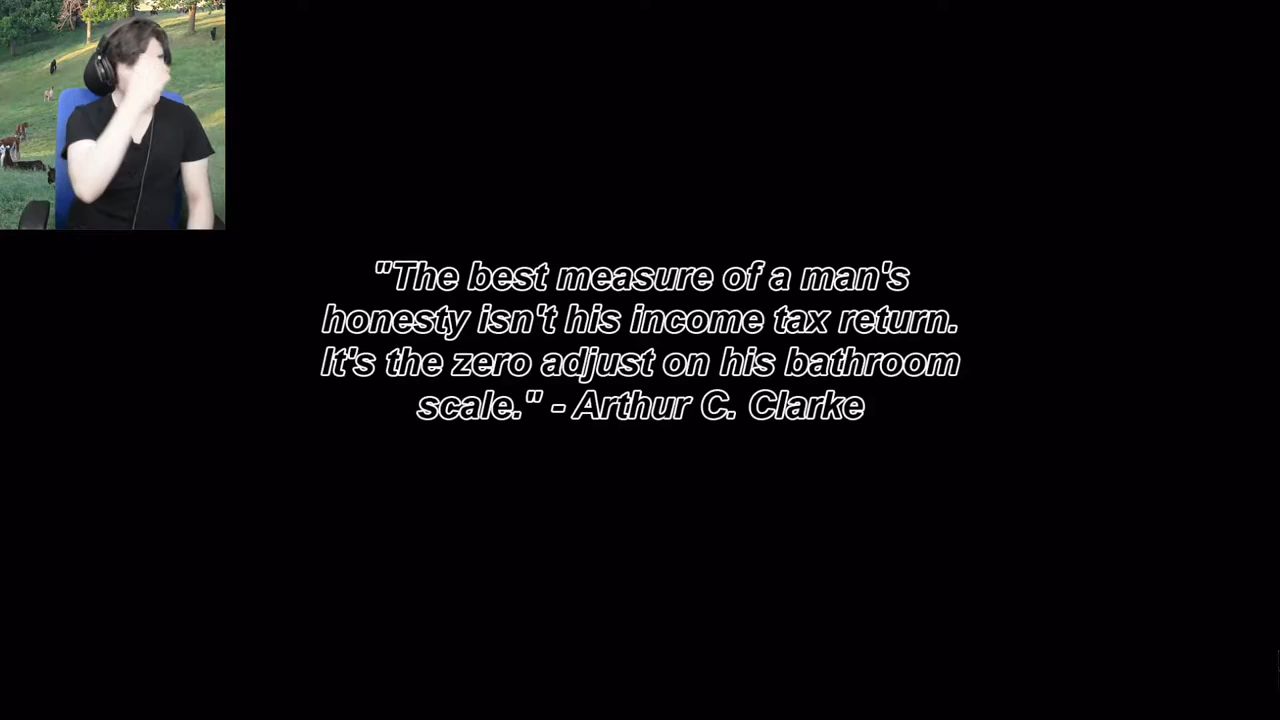 "The best measure of a man's
honesty isn't his income tax return.
It's the zero adjust on his bathroom
scale." - Arthur C. Clarke